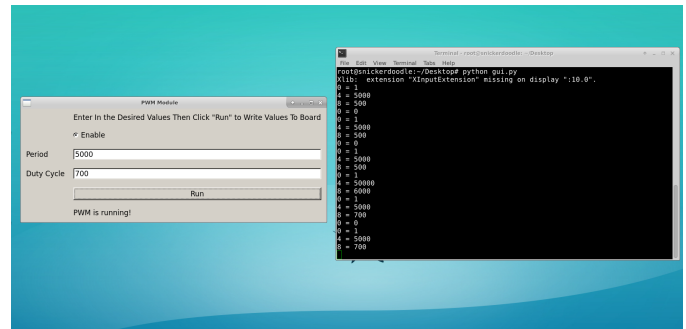 PWM Module
Enter In the Desired Values Then Click "Run" to Write Values To Board
Enable
Period 5000
Duty Cycle 700
Run
PWM is running!
Terminal - root@snickerdoodle: ~/Desktop
File Edit View Terminal Tabs Help
root@snickerdoodle:~/Desktop# python gui.py
Xlib:  extension "XInputExtension" missing on display ":10.0".
0 = 1
4 = 5000
8 = 500
0 = 0
0 = 1
4 = 5000
8 = 500
0 = 0
0 = 1
4 = 5000
8 = 500
0 = 1
4 = 50000
8 = 6000
0 = 1
4 = 5000
8 = 700
0 = 0
0 = 1
4 = 5000
8 = 700